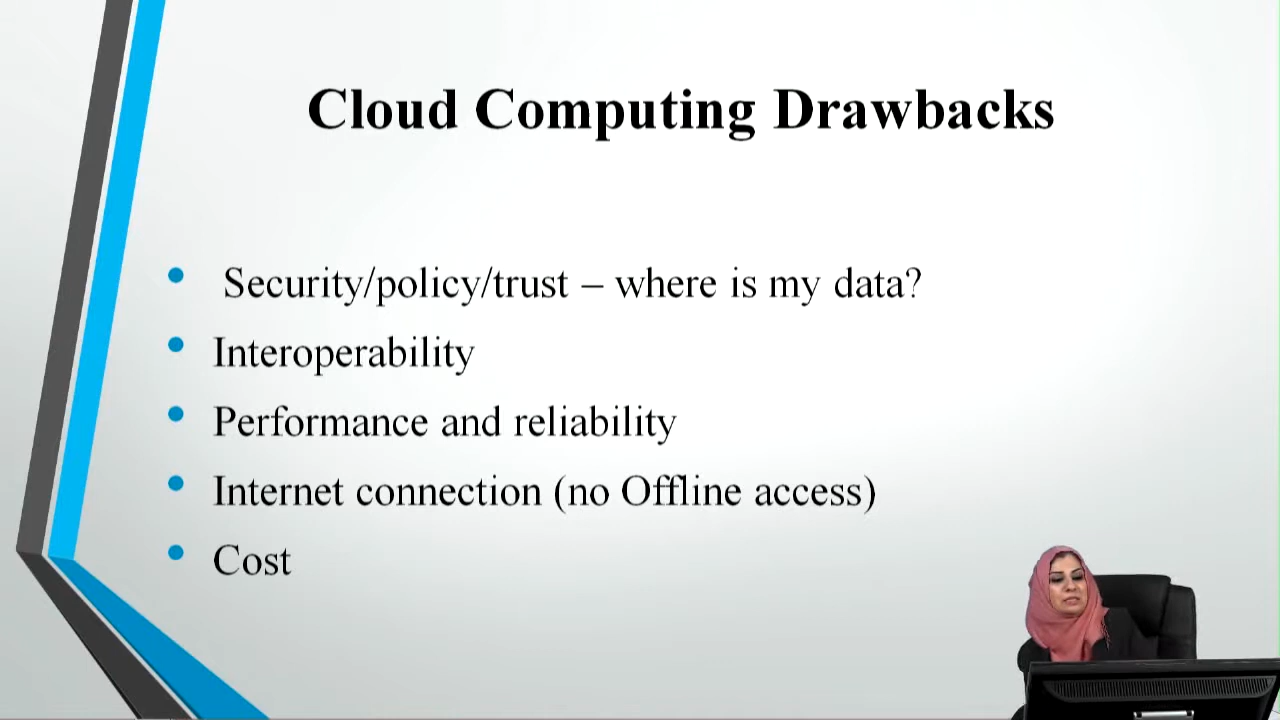 Cloud Computing Drawbacks
Security/policy/trust – where is my data?
Interoperability
Performance and reliability
Internet connection (no Offline access)
Cost